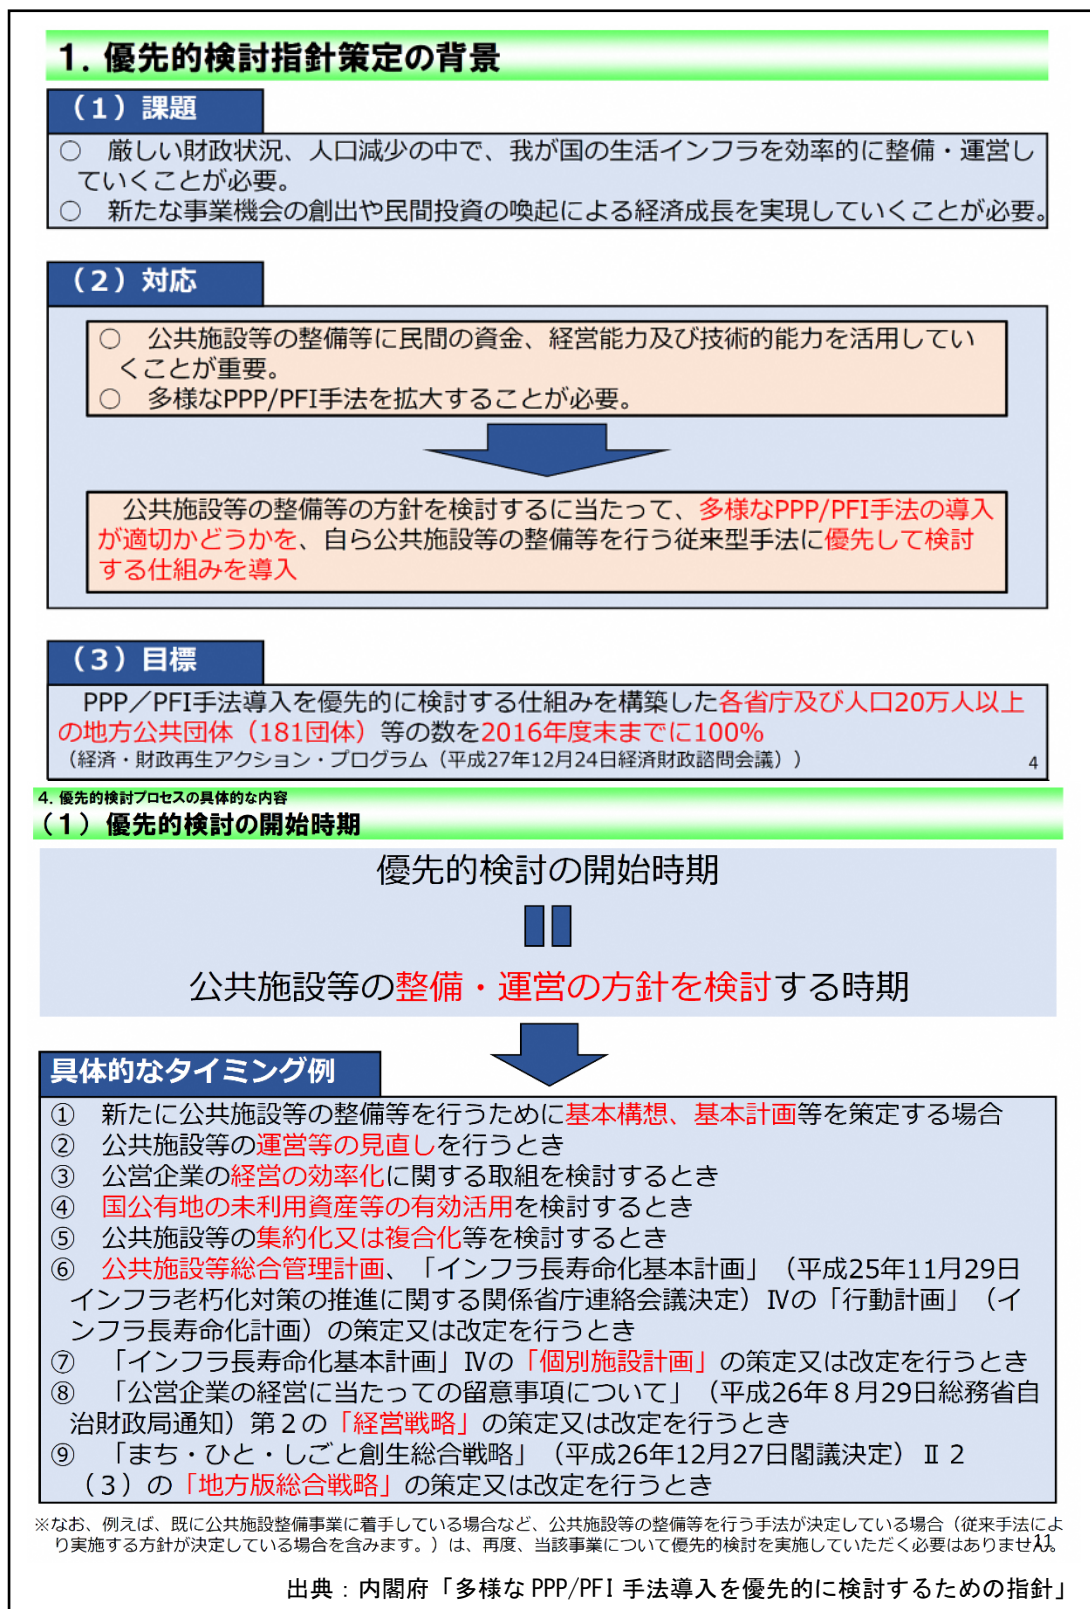 1. 優先的検討指針策定の背景
（１）課題
○　厳しい財政状況、人口減少の中で、我が国の生活インフラを効率的に整備・運営し
ていくことが必要。
○　新たな事業機会の創出や民間投資の喚起による経済成長を実現していくことが必要。
（２）対応
○　公共施設等の整備等に民間の資金、経営能力及び技術的能力を活用してい
くことが重要。
○　多様なPPP/PFI手法を拡大することが必要。
公共施設等の整備等の方針を検討するに当たって、多様なPPP/PFI手法の導入
が適切かどうかを、自ら公共施設等の整備等を行う従来型手法に優先して検討
する仕組みを導入
（３）目標
PPP／PFI手法導入を優先的に検討する仕組みを構築した各省庁及び人口20万人以上
の地方公共団体（181団体）等の数を2016年度末までに100%
（経済・財政再生アクション・プログラム（平成27年12月24日経済財政諮問会議））
4
4. 優先的検討プロセスの具体的な内容
（１）優先的検討の開始時期
優先的検討の開始時期
公共施設等の整備・運営の方針を検討する時期
具体的なタイミング例
①　新たに公共施設等の整備等を行うために基本構想、基本計画等を策定する場合
②　公共施設等の運営等の見直しを行うとき
③　公営企業の経営の効率化に関する取組を検討するとき
④　国公有地の未利用資産等の有効活用を検討するとき
⑤　公共施設等の集約化又は複合化等を検討するとき
⑥　公共施設等総合管理計画、「インフラ長寿命化基本計画」（平成25年11月29日
インフラ老朽化対策の推進に関する関係省庁連絡会議決定）Ⅳの「行動計画」（イ
ンフラ長寿命化計画）の策定又は改定を行うとき
⑦　「インフラ長寿命化基本計画」Ⅳの「個別施設計画」の策定又は改定を行うとき
⑧　「公営企業の経営に当たっての留意事項について」（平成26年８月29日総務省自
治財政局通知）第２の「経営戦略」の策定又は改定を行うとき
⑨　「まち・ひと・しごと創生総合戦略」（平成26年12月27日閣議決定）Ⅱ２
（３）の「地方版総合戦略」の策定又は改定を行うとき
※なお、例えば、既に公共施設整備事業に着手している場合など、公共施設等の整備等を行う手法が決定している場合（従来手法によ
り実施する方針が決定している場合を含みます。）は、再度、当該事業について優先的検討を実施していただく必要はありません。
11
出典：内閣府「多様な PPP/PFI 手法導入を優先的に検討するための指針」